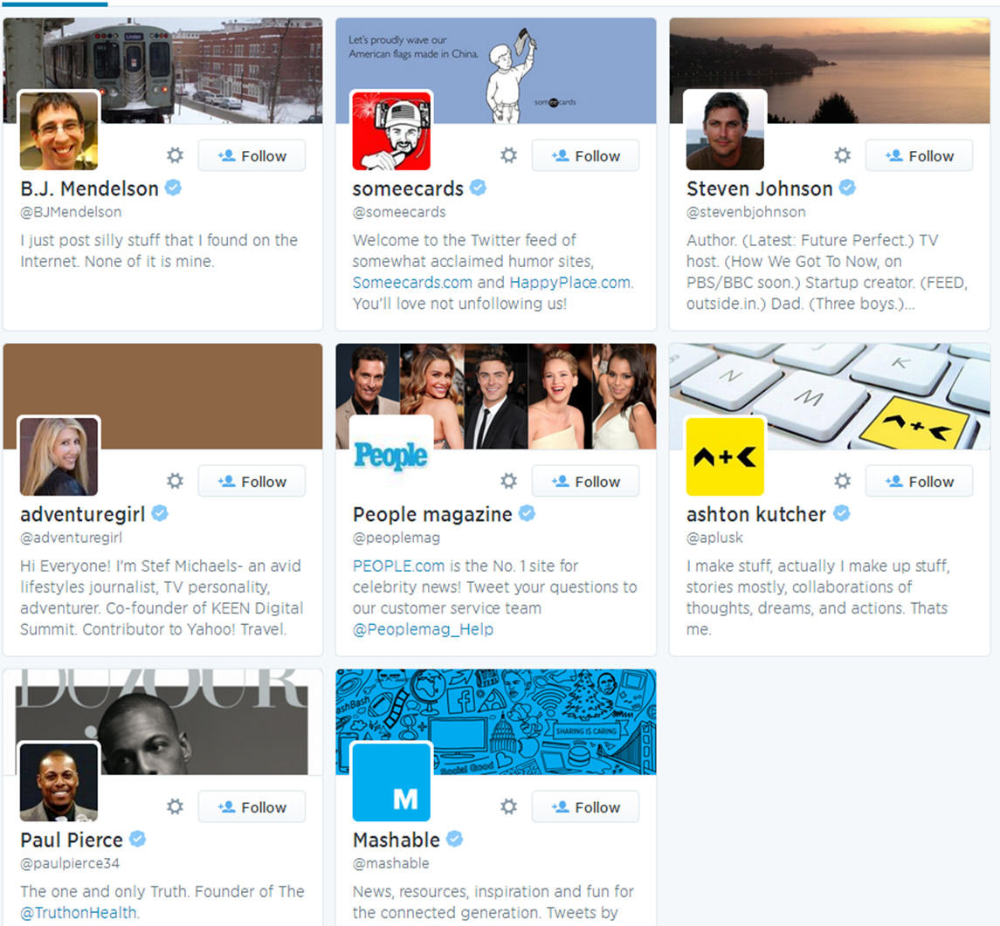 Let's proudly wave our
American flags made in China.
someecards
Follow
Follow
Follow
B.J. Mendelson
@BJMendelson
I just post silly stuff that I found on the
Internet. None of it is mine.
someecards
@someecards
Welcome to the Twitter feed of
somewhat acclaimed humor sites,
Someecards.com and HappyPlace.com.
You'll love not unfollowing us!
Steven Johnson
@stevenbjohnson
Author. (Latest: Future Perfect.) TV
host. (How We Got To Now, on
PBS/BBC soon.) Startup creator. (FEED,
outside.in.) Dad. (Three boys.)...
People
N
M
K
Follow
Follow
Follow
adventuregirl
@adventuregirl
Hi Everyone! I'm Stef Michaels- an avid
lifestyles journalist, TV personality,
adventurer. Co-founder of KEEN Digital
Summit. Contributor to Yahoo! Travel.
People magazine
@peoplemag
PEOPLE.com is the No. 1 site for
celebrity news! Tweet your questions to
our customer service team
@Peoplemag_Help
ashton kutcher
@aplusk
I make stuff, actually I make up stuff,
stories mostly, collaborations of
thoughts, dreams, and actions. Thats
me.
DUJOUR
SHARING IS CARING
Social Good
M
Follow
Follow
Paul Pierce
@paulpierce34
The one and only Truth. Founder of The
@TruthonHealth.
Mashable
@mashable
News, resources, inspiration and fun for
the connected generation. Tweets by